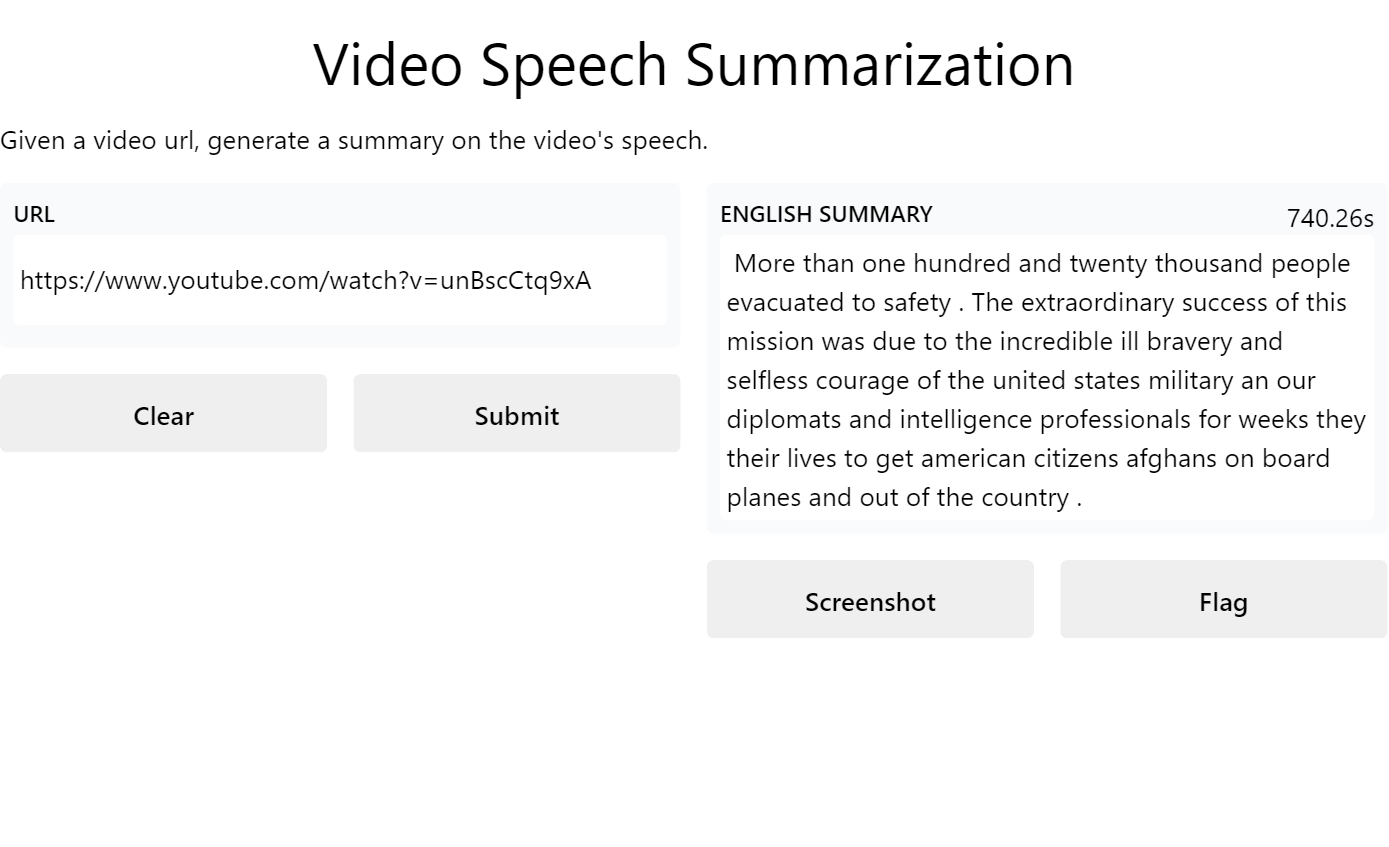 Video Speech Summarization
Given a video url, generate a summary on the video's speech.
URL
https://www.youtube.com/watch?v=unBscCtq9xA
Clear
Submit
ENGLISH SUMMARY
740.26s
More than one hundred and twenty thousand people
evacuated to safety . The extraordinary success of this
mission was due to the incredible ill bravery and
selfless courage of the united states military an our
diplomats and intelligence professionals for weeks they
their lives to get american citizens afghans on board
planes and out of the country .
Screenshot
Flag